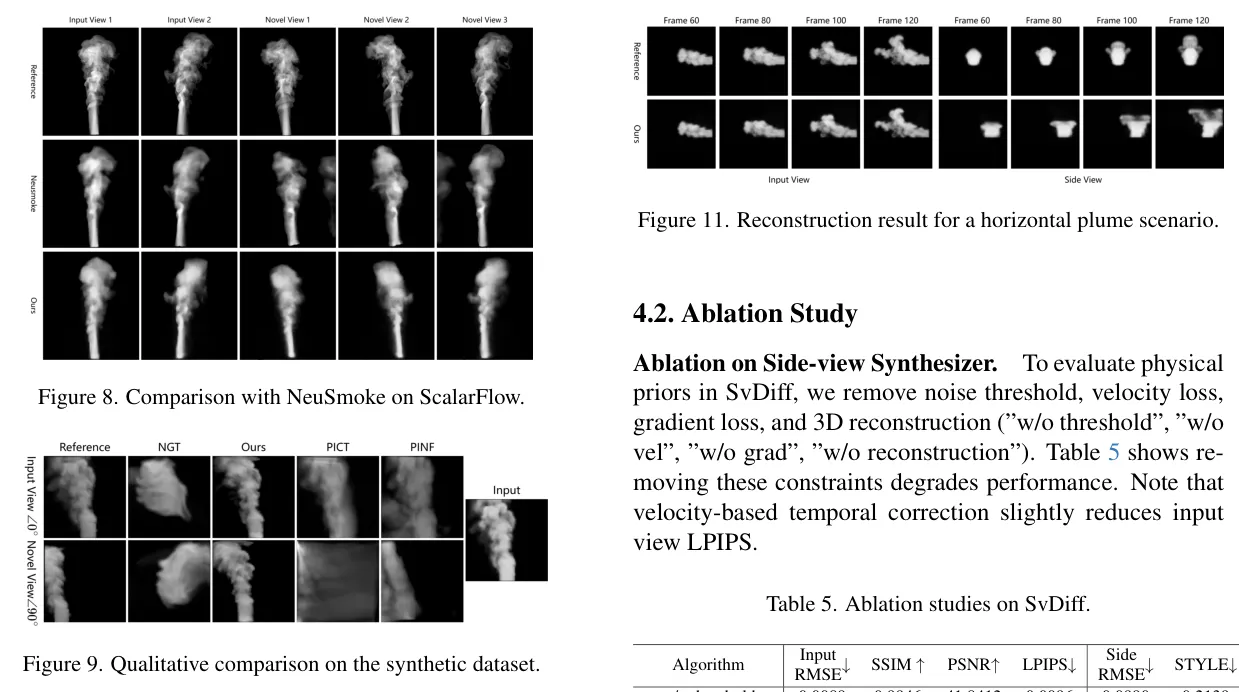 Input View 1 Input View 2 Novel View 1 Novel View 2 Novel View 3
Reference
Neusmoke
Ours
Figure 8. Comparison with NeuSmoke on ScalarFlow.
Reference NGT Ours PICT PINF
Input
Input View ∠0°
Novel View∠90°
Figure 9. Qualitative comparison on the synthetic dataset.
Frame 60 Frame 80 Frame 100 Frame 120 Frame 60 Frame 80 Frame 100 Frame 120
Reference
Ours
Input View Side View
Figure 11. Reconstruction result for a horizontal plume scenario.
4.2. Ablation Study
Ablation on Side-view Synthesizer. To evaluate physical
priors in SvDiff, we remove noise threshold, velocity loss,
gradient loss, and 3D reconstruction (”w/o threshold”, ”w/o
vel”, ”w/o grad”, ”w/o reconstruction”). Table 5 shows re-
moving these constraints degrades performance. Note that
velocity-based temporal correction slightly reduces input
view LPIPS.
Table 5. Ablation studies on SvDiff.
Algorithm Input RMSE↓ SSIM ↑ PSNR↑ LPIPS↓ Side RMSE↓ STYLE↓